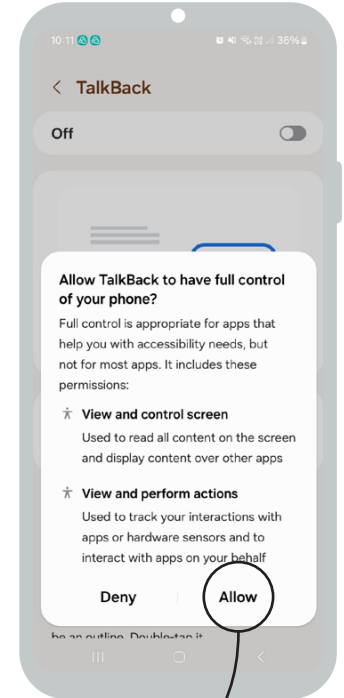 10:11 36%
TalkBack
Off
Allow TalkBack to have full control
of your phone?
Full control is appropriate for apps that
help you with accessibility needs, but
not for most apps. It includes these
permissions:
View and control screen
Used to read all content on the screen
and display content over other apps
View and perform actions
Used to track your interactions with
apps or hardware sensors and to
interact with apps on your behalf
Deny Allow
be an outline. Double-tap it